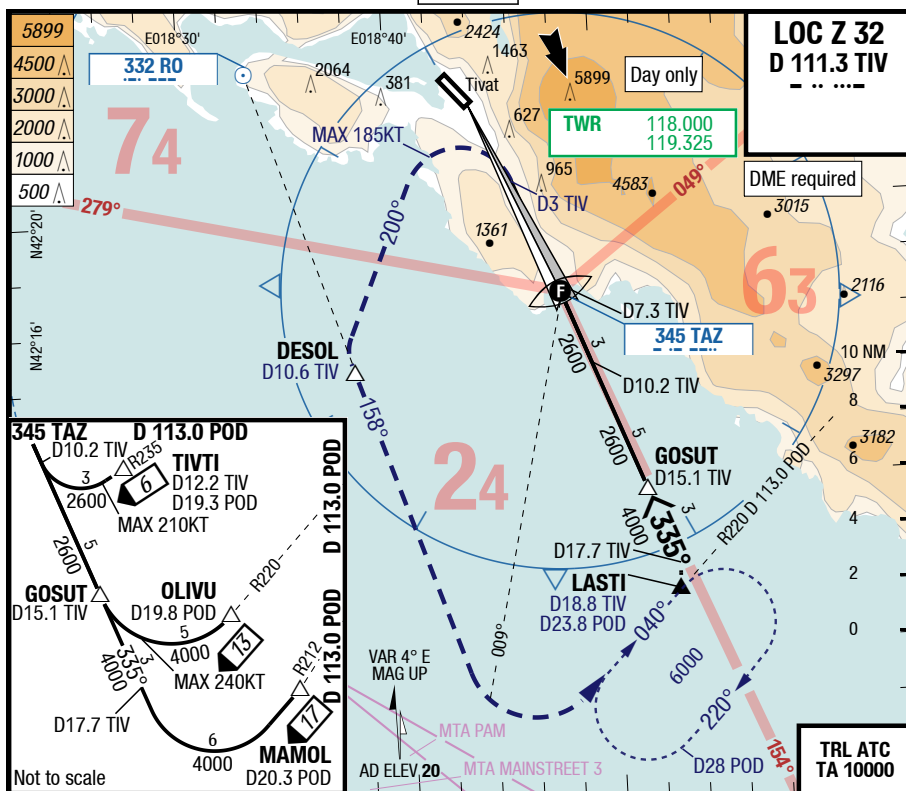 5899
4500
3000
2000
1000
500
E018°30'
E018°40'
2424
332 RO
2064
381
1463
Tivat
5899
Day only
LOC Z 32
D 111.3 TIV
627
TWR 118.000
119.325
74
MAX 185KT
965
D3 TIV
4583
049°
DME required
3015
279°
200°
1361
N42°20'
63
2116
D7.3 TIV
345 TAZ
N42°16'
DESOL
D10.6 TIV
2600
3
D10.2 TIV
3297
10 NM
8
6
4
2
0
158°
5
2600
3182
24
GOSUT
D15.1 TIV
3
4000
335°
R220 D 113.0 POD
D17.7 TIV
LASTI
D18.8 TIV
D23.8 POD
040°
6000
220°
009°
D28 POD
154°
VAR 4° E
MAG UP
MTA PAM
AD ELEV 20
MTA MAINSTREET 3
TRL ATC
TA 10000
345 TAZ
D 113.0 POD
D10.2 TIV
R235
3
2600
6
TIVTI
D12.2 TIV
D19.3 POD
MAX 210KT
5
2600
D 113.0 POD
GOSUT
D15.1 TIV
OLIVU
D19.8 POD
R220
5
4000
13
3
335°
4000
MAX 240KT
R212
D 113.0 POD
D17.7 TIV
6
4000
17
MAMOL
D20.3 POD
Not to scale